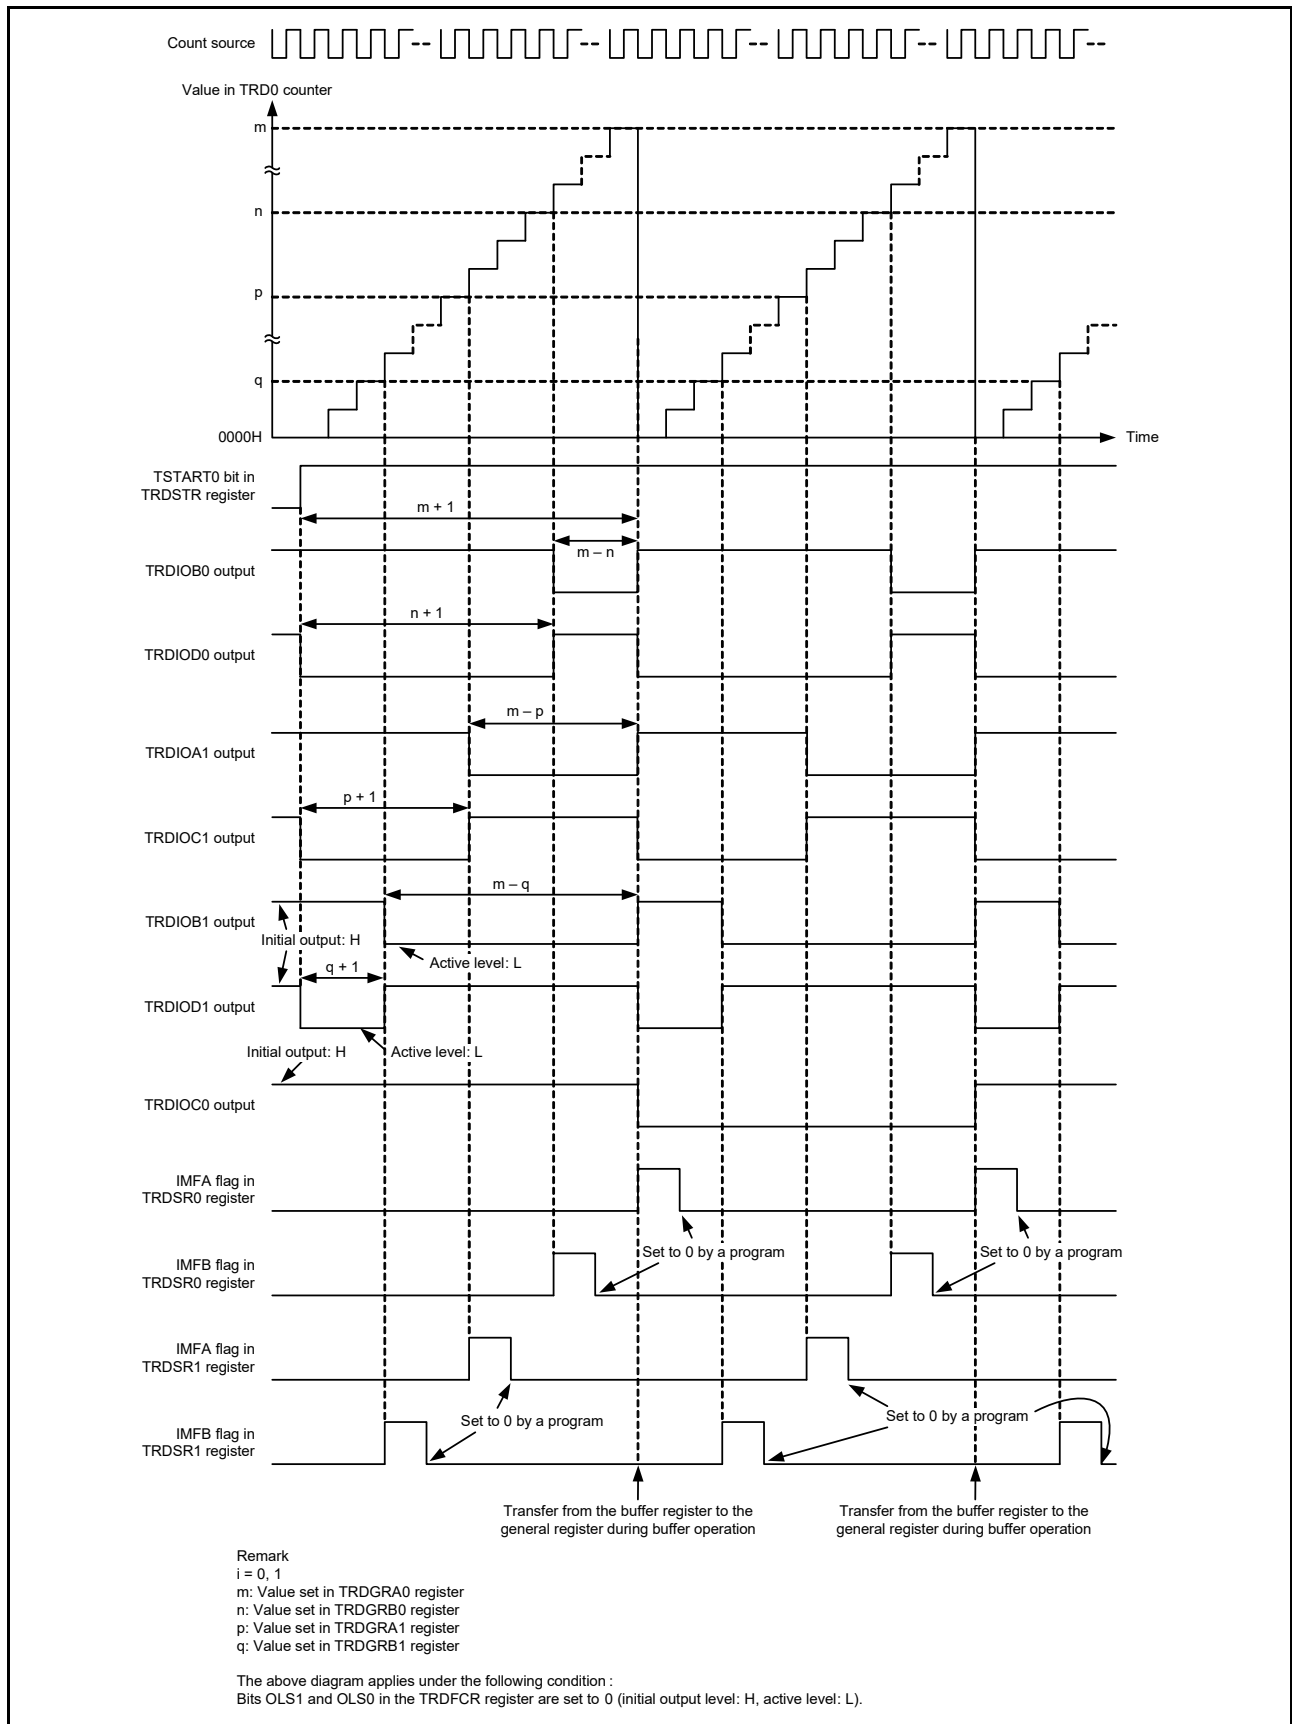 Count source
Value in TRD0 counter
m
n
p
q
0000H
Time
TSTART0 bit in
TRDSTR register
m + 1
m – n
TRDIOB0 output
n + 1
TRDIOD0 output
m – p
TRDIOA1 output
p + 1
TRDIOC1 output
m – q
TRDIOB1 output
Initial output: H
Active level: L
q + 1
TRDIOD1 output
Initial output: H
Active level: L
TRDIOC0 output
IMFA flag in
TRDSR0 register
Set to 0 by a program
Set to 0 by a program
IMFB flag in
TRDSR0 register
IMFA flag in
TRDSR1 register
Set to 0 by a program
Set to 0 by a program
IMFB flag in
TRDSR1 register
Transfer from the buffer register to the
general register during buffer operation
Transfer from the buffer register to the
general register during buffer operation
Remark
i = 0, 1
m: Value set in TRDGRA0 register
n: Value set in TRDGRB0 register
p: Value set in TRDGRA1 register
q: Value set in TRDGRB1 register
The above diagram applies under the following condition :
Bits OLS1 and OLS0 in the TRDFCR register are set to 0 (initial output level: H, active level: L).